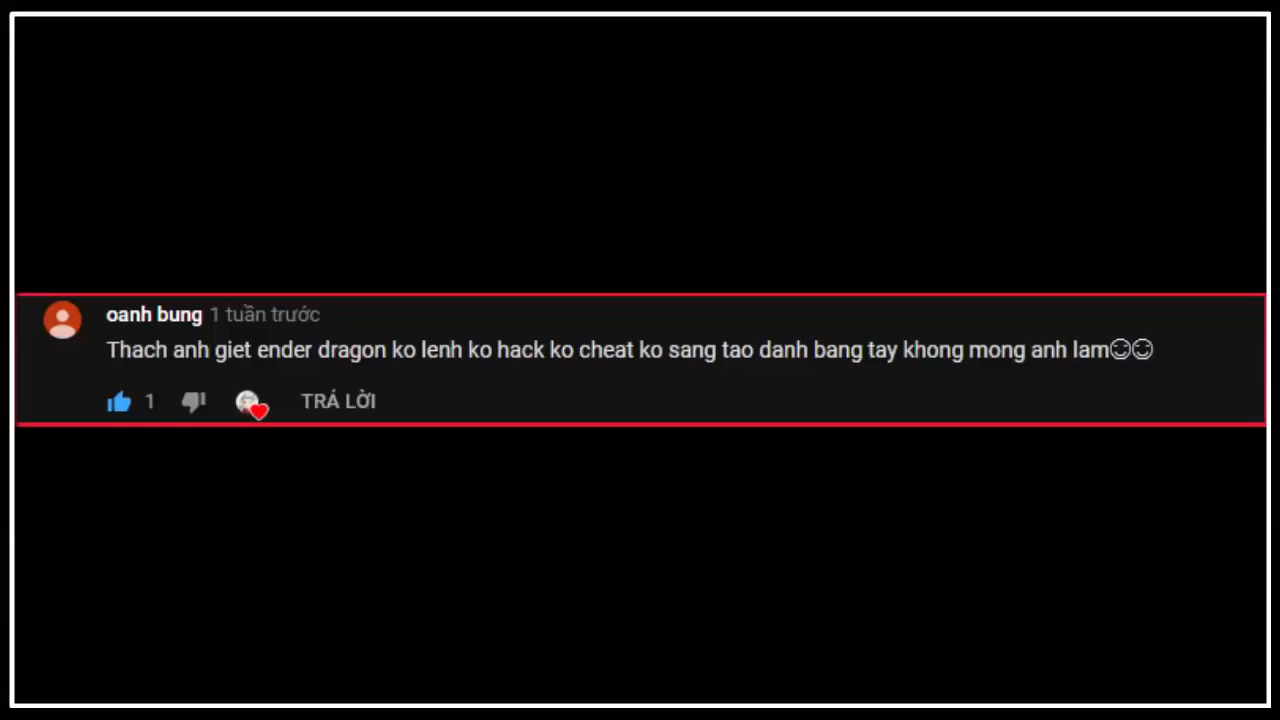 oanh bung 1 tuần trước
Thach anh giet ender dragon ko lenh ko hack ko cheat ko sang tao danh bang tay khong mong anh lam☺☺
1 TRẢ LỜI